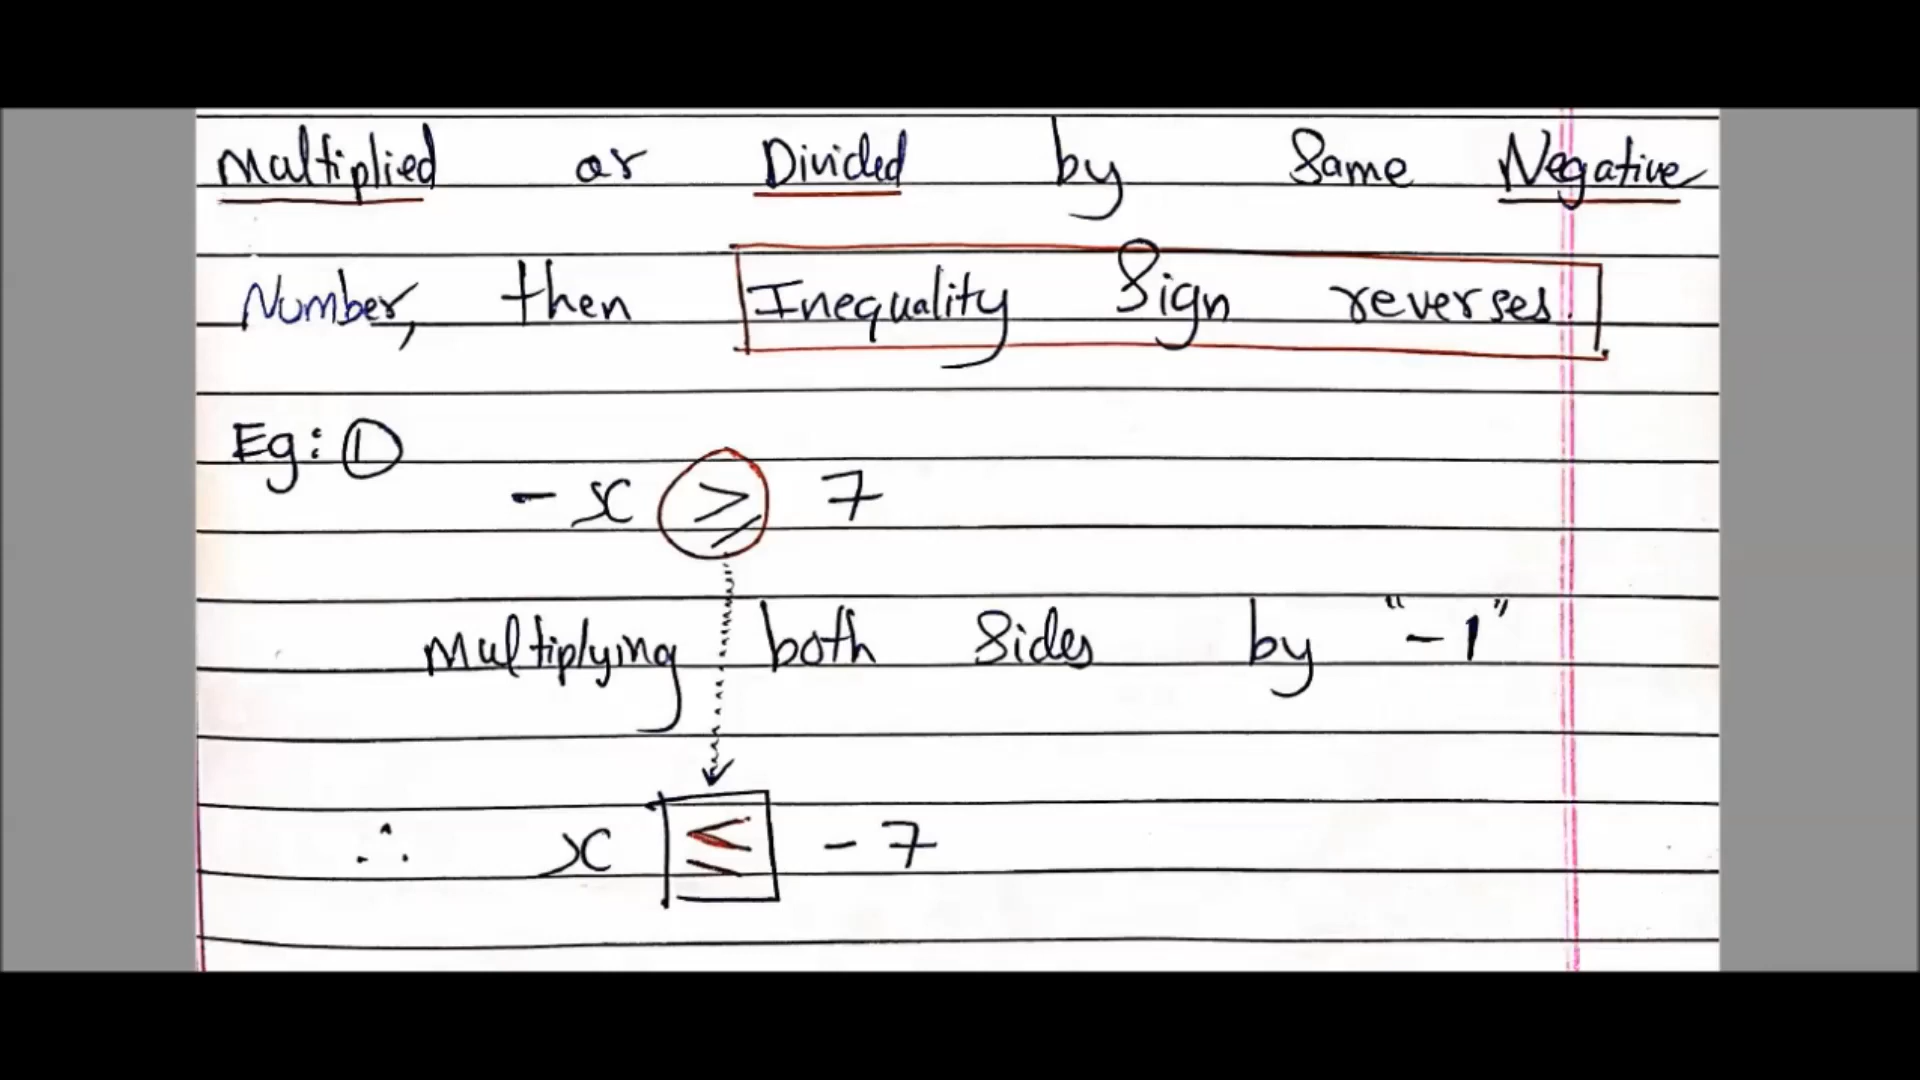 Multiplied or Divided by Same Negative
Number, then Inequality Sign reverses.
Eg: ①
- x ⩾ 7
Multiplying both Sides by "-1"
∴ x ≤ - 7